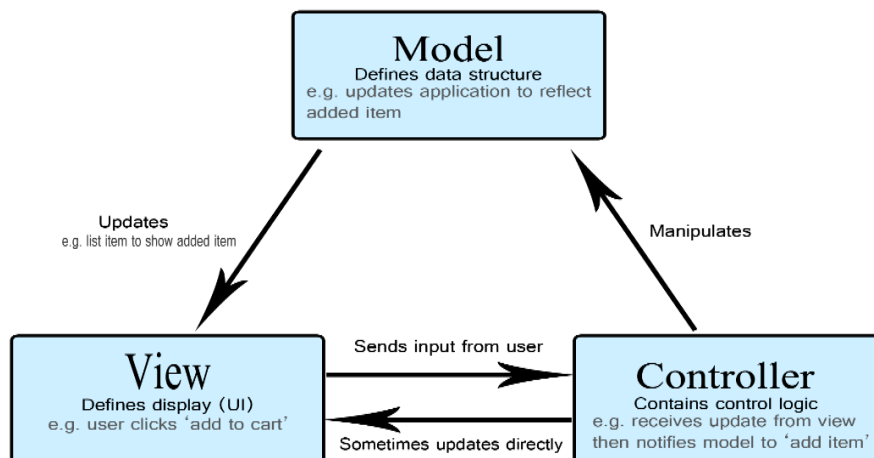 Model
Defines data structure
e.g. updates application to reflect
added item
Updates
e.g. list item to show added item
Manipulates
View
Defines display (UI)
e.g. user clicks ‘add to cart’
Sends input from user
Sometimes updates directly
Controller
Contains control logic
e.g. receives update from view
then notifies model to ‘add item’